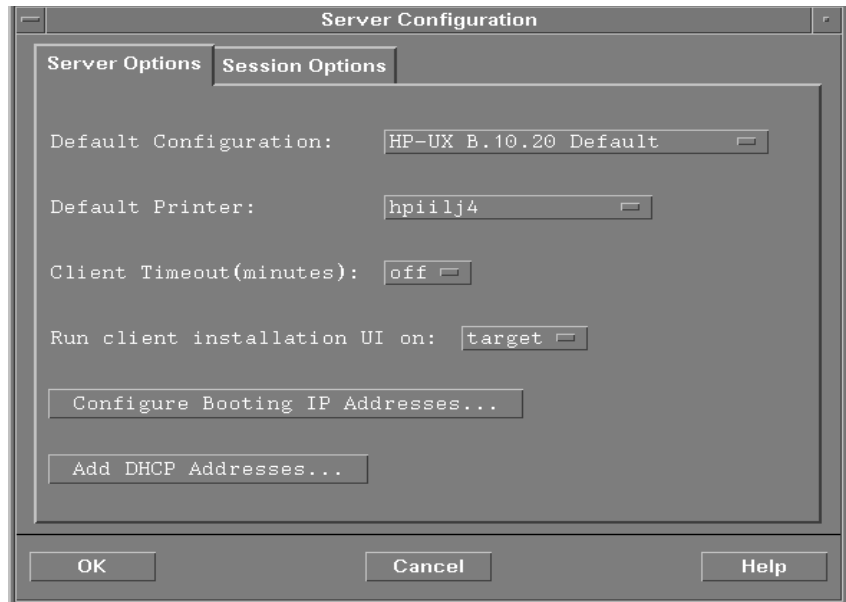 Server Configuration
Server Options Session Options
Default Configuration: HP-UX B.10.20 Default
Default Printer: hpiilj4
Client Timeout(minutes): off
Run client installation UI on: target
Configure Booting IP Addresses...
Add DHCP Addresses...
OK Cancel Help